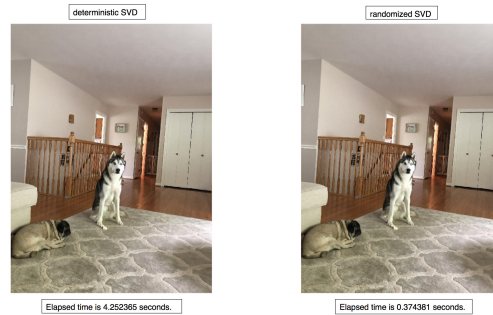 deterministic SVD
randomized SVD
Elapsed time is 4.252365 seconds.
Elapsed time is 0.374381 seconds.